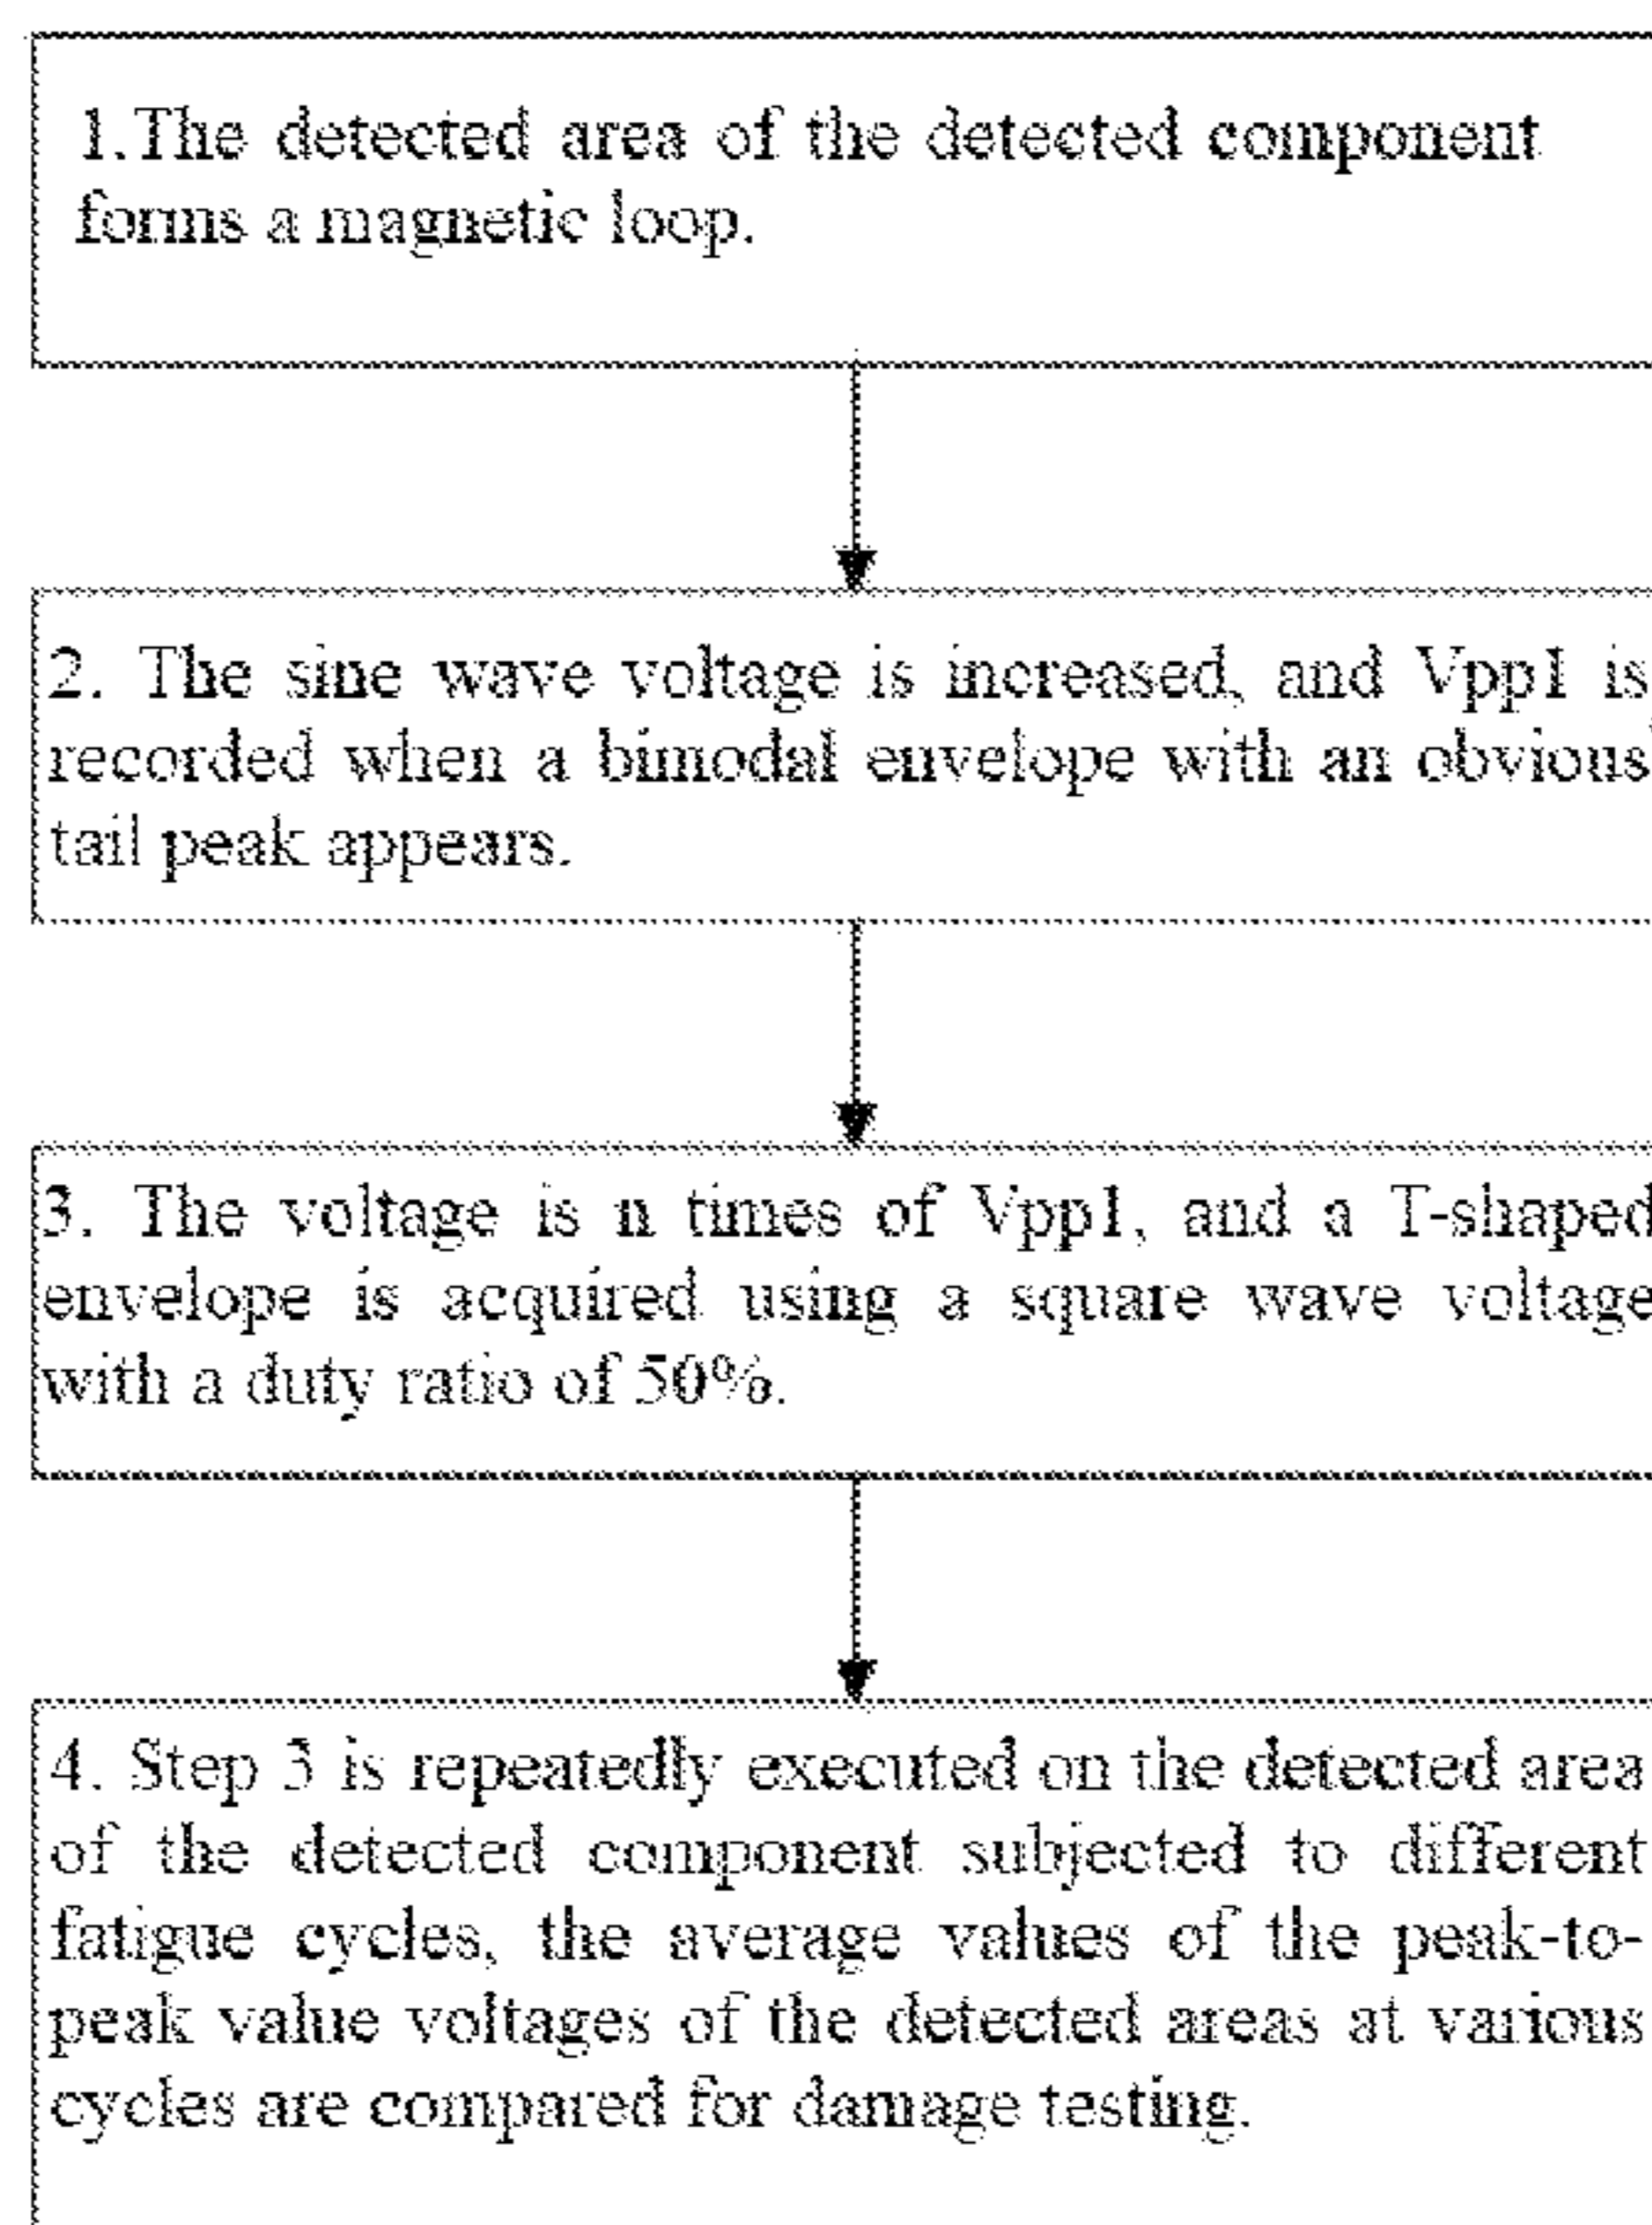 1.The detected area of the detected component
forms a magnetic loop.
2. The sine wave voltage is increased, and Vpp1 is
recorded when a bimodal envelope with an obvious
tail peak appears.
3. The voltage is n times of Vpp1, and a T-shaped
envelope is acquired using a square wave voltage
with a duty ratio of 50%.
4. Step 3 is repeatedly executed on the detected area
of the detected component subjected to different
fatigue cycles, the average values of the peak-to-
peak value voltages of the detected areas at various
cycles are compared for damage testing.